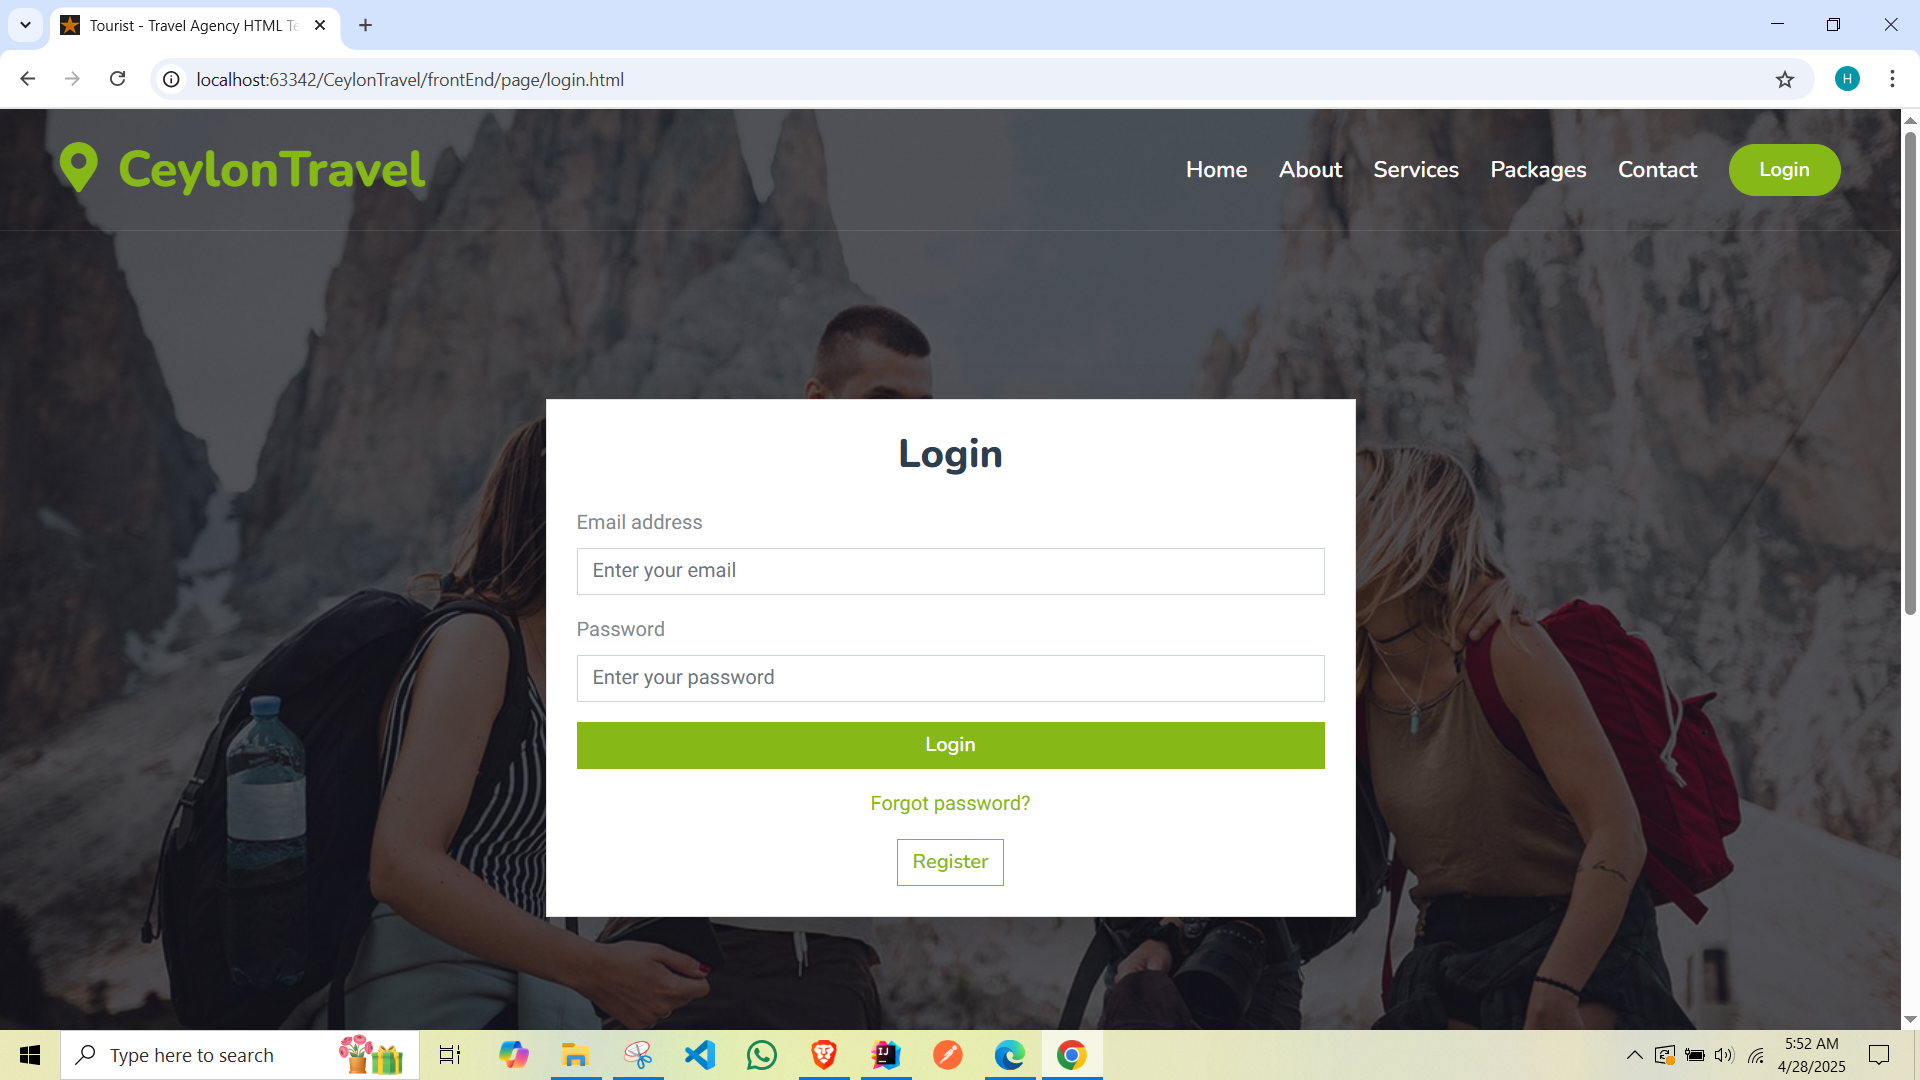 Tourist - Travel Agency HTML Te
localhost:63342/CeylonTravel/frontEnd/page/login.html
H
CeylonTravel
Home
About
Services
Packages
Contact
Login
Login
Email address
Enter your email
Password
Enter your password
Login
Forgot password?
Register
Type here to search
5:52 AM
4/28/2025